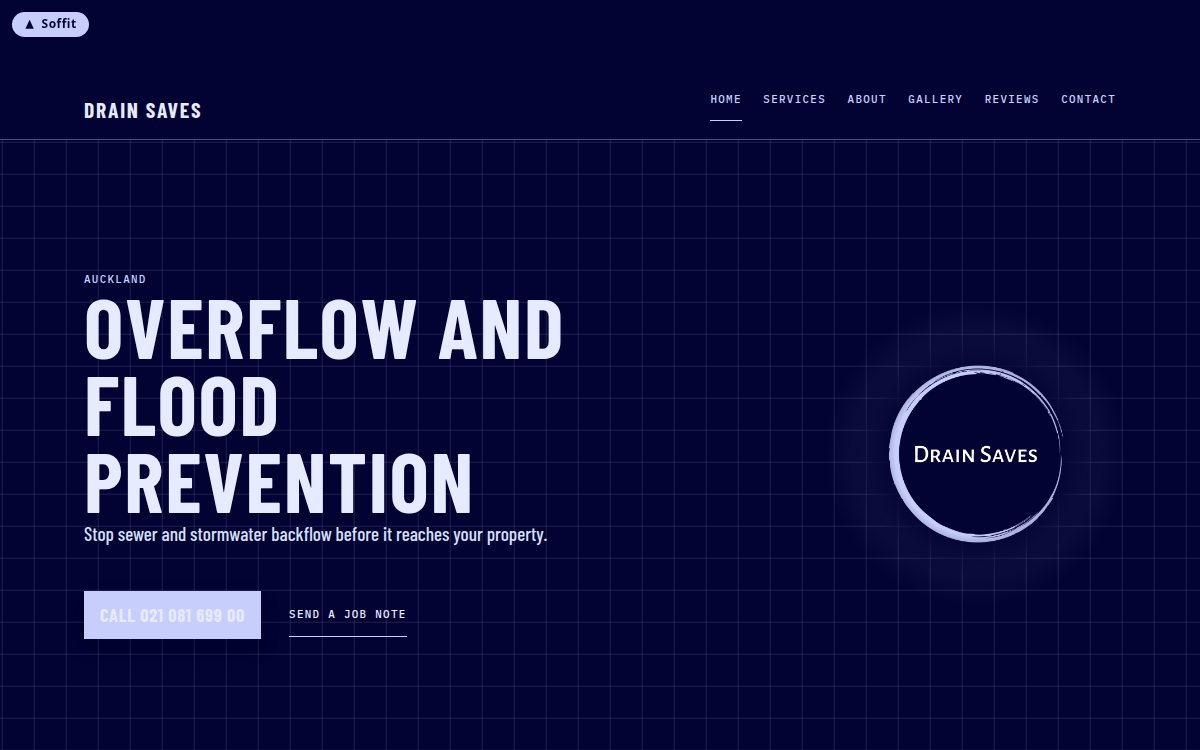 ▲ Soffit
DRAIN SAVES
HOME SERVICES ABOUT GALLERY REVIEWS CONTACT
AUCKLAND
OVERFLOW AND
FLOOD
PREVENTION
Stop sewer and stormwater backflow before it reaches your property.
DRAIN SAVES
CALL 021 081 699 00
SEND A JOB NOTE